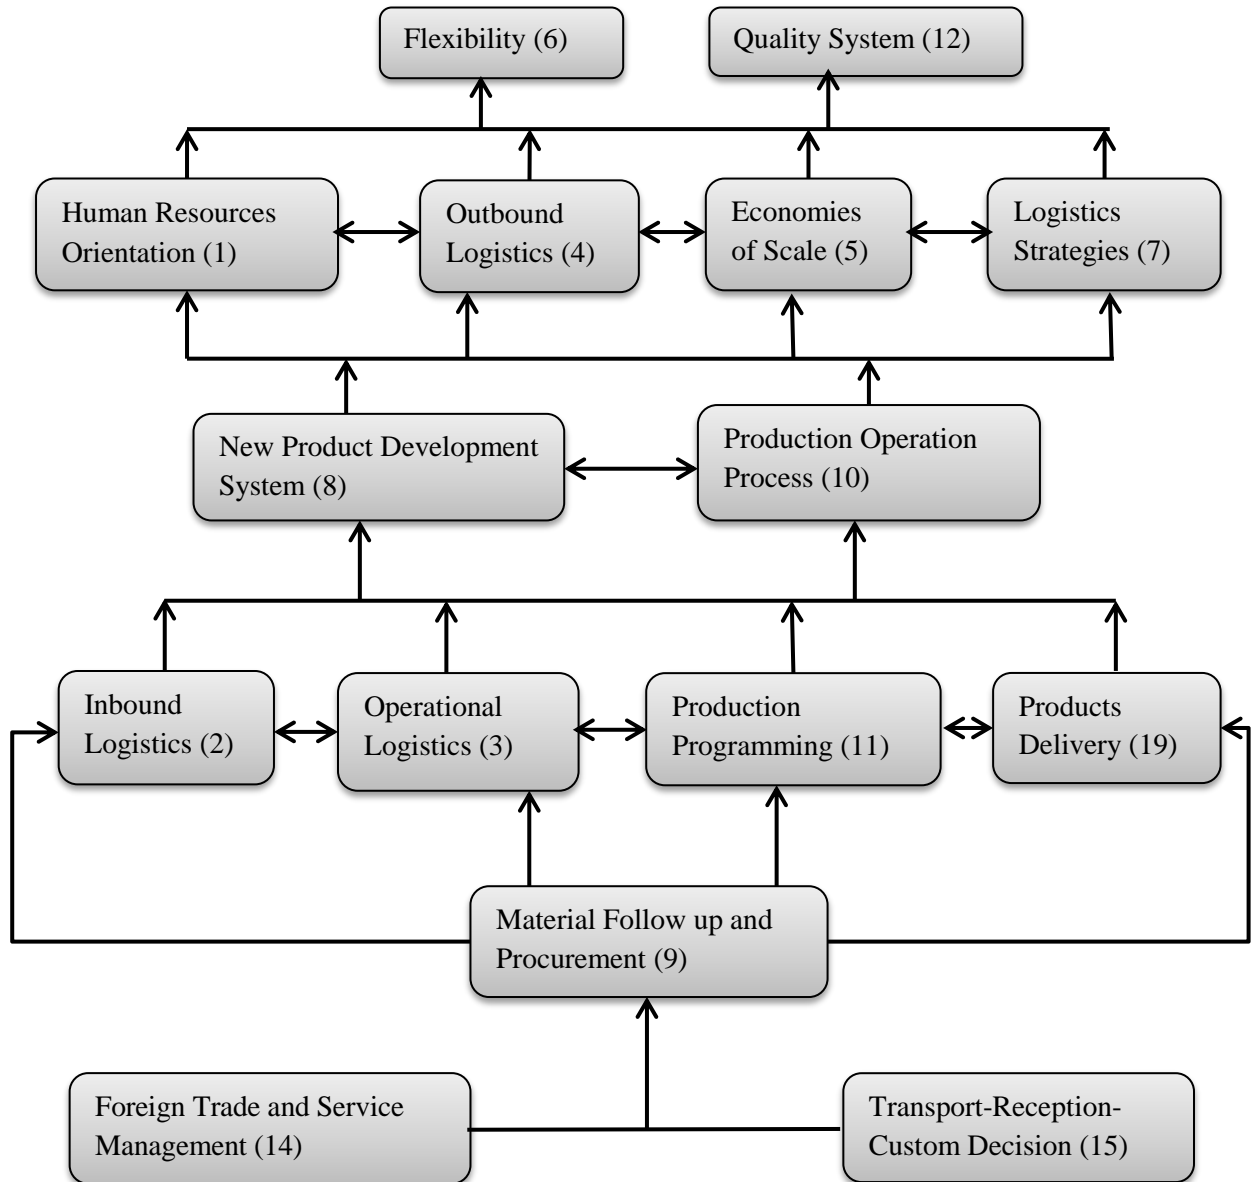 Flexibility (6)
Quality System (12)
Human Resources
Orientation (1)
Outbound
Logistics (4)
Economies
of Scale (5)
Logistics
Strategies (7)
New Product Development
System (8)
Production Operation
Process (10)
Inbound
Logistics (2)
Operational
Logistics (3)
Production
Programming (11)
Products
Delivery (19)
Material Follow up and
Procurement (9)
Foreign Trade and Service
Management (14)
Transport-Reception-
Custom Decision (15)